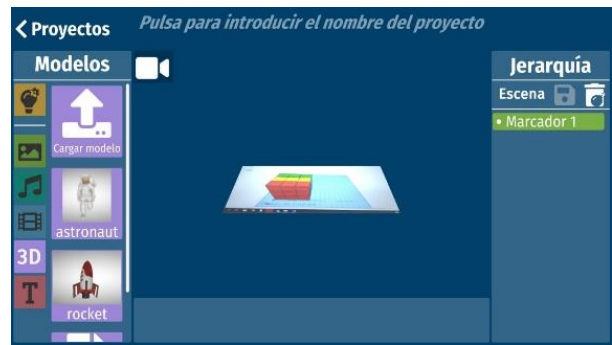 Proyectos
Pulsa para introducir el nombre del proyecto
Modelos
Cargar modelo
astronaut
3D
T
rocket
Jerarquía
Escena
• Marcador 1